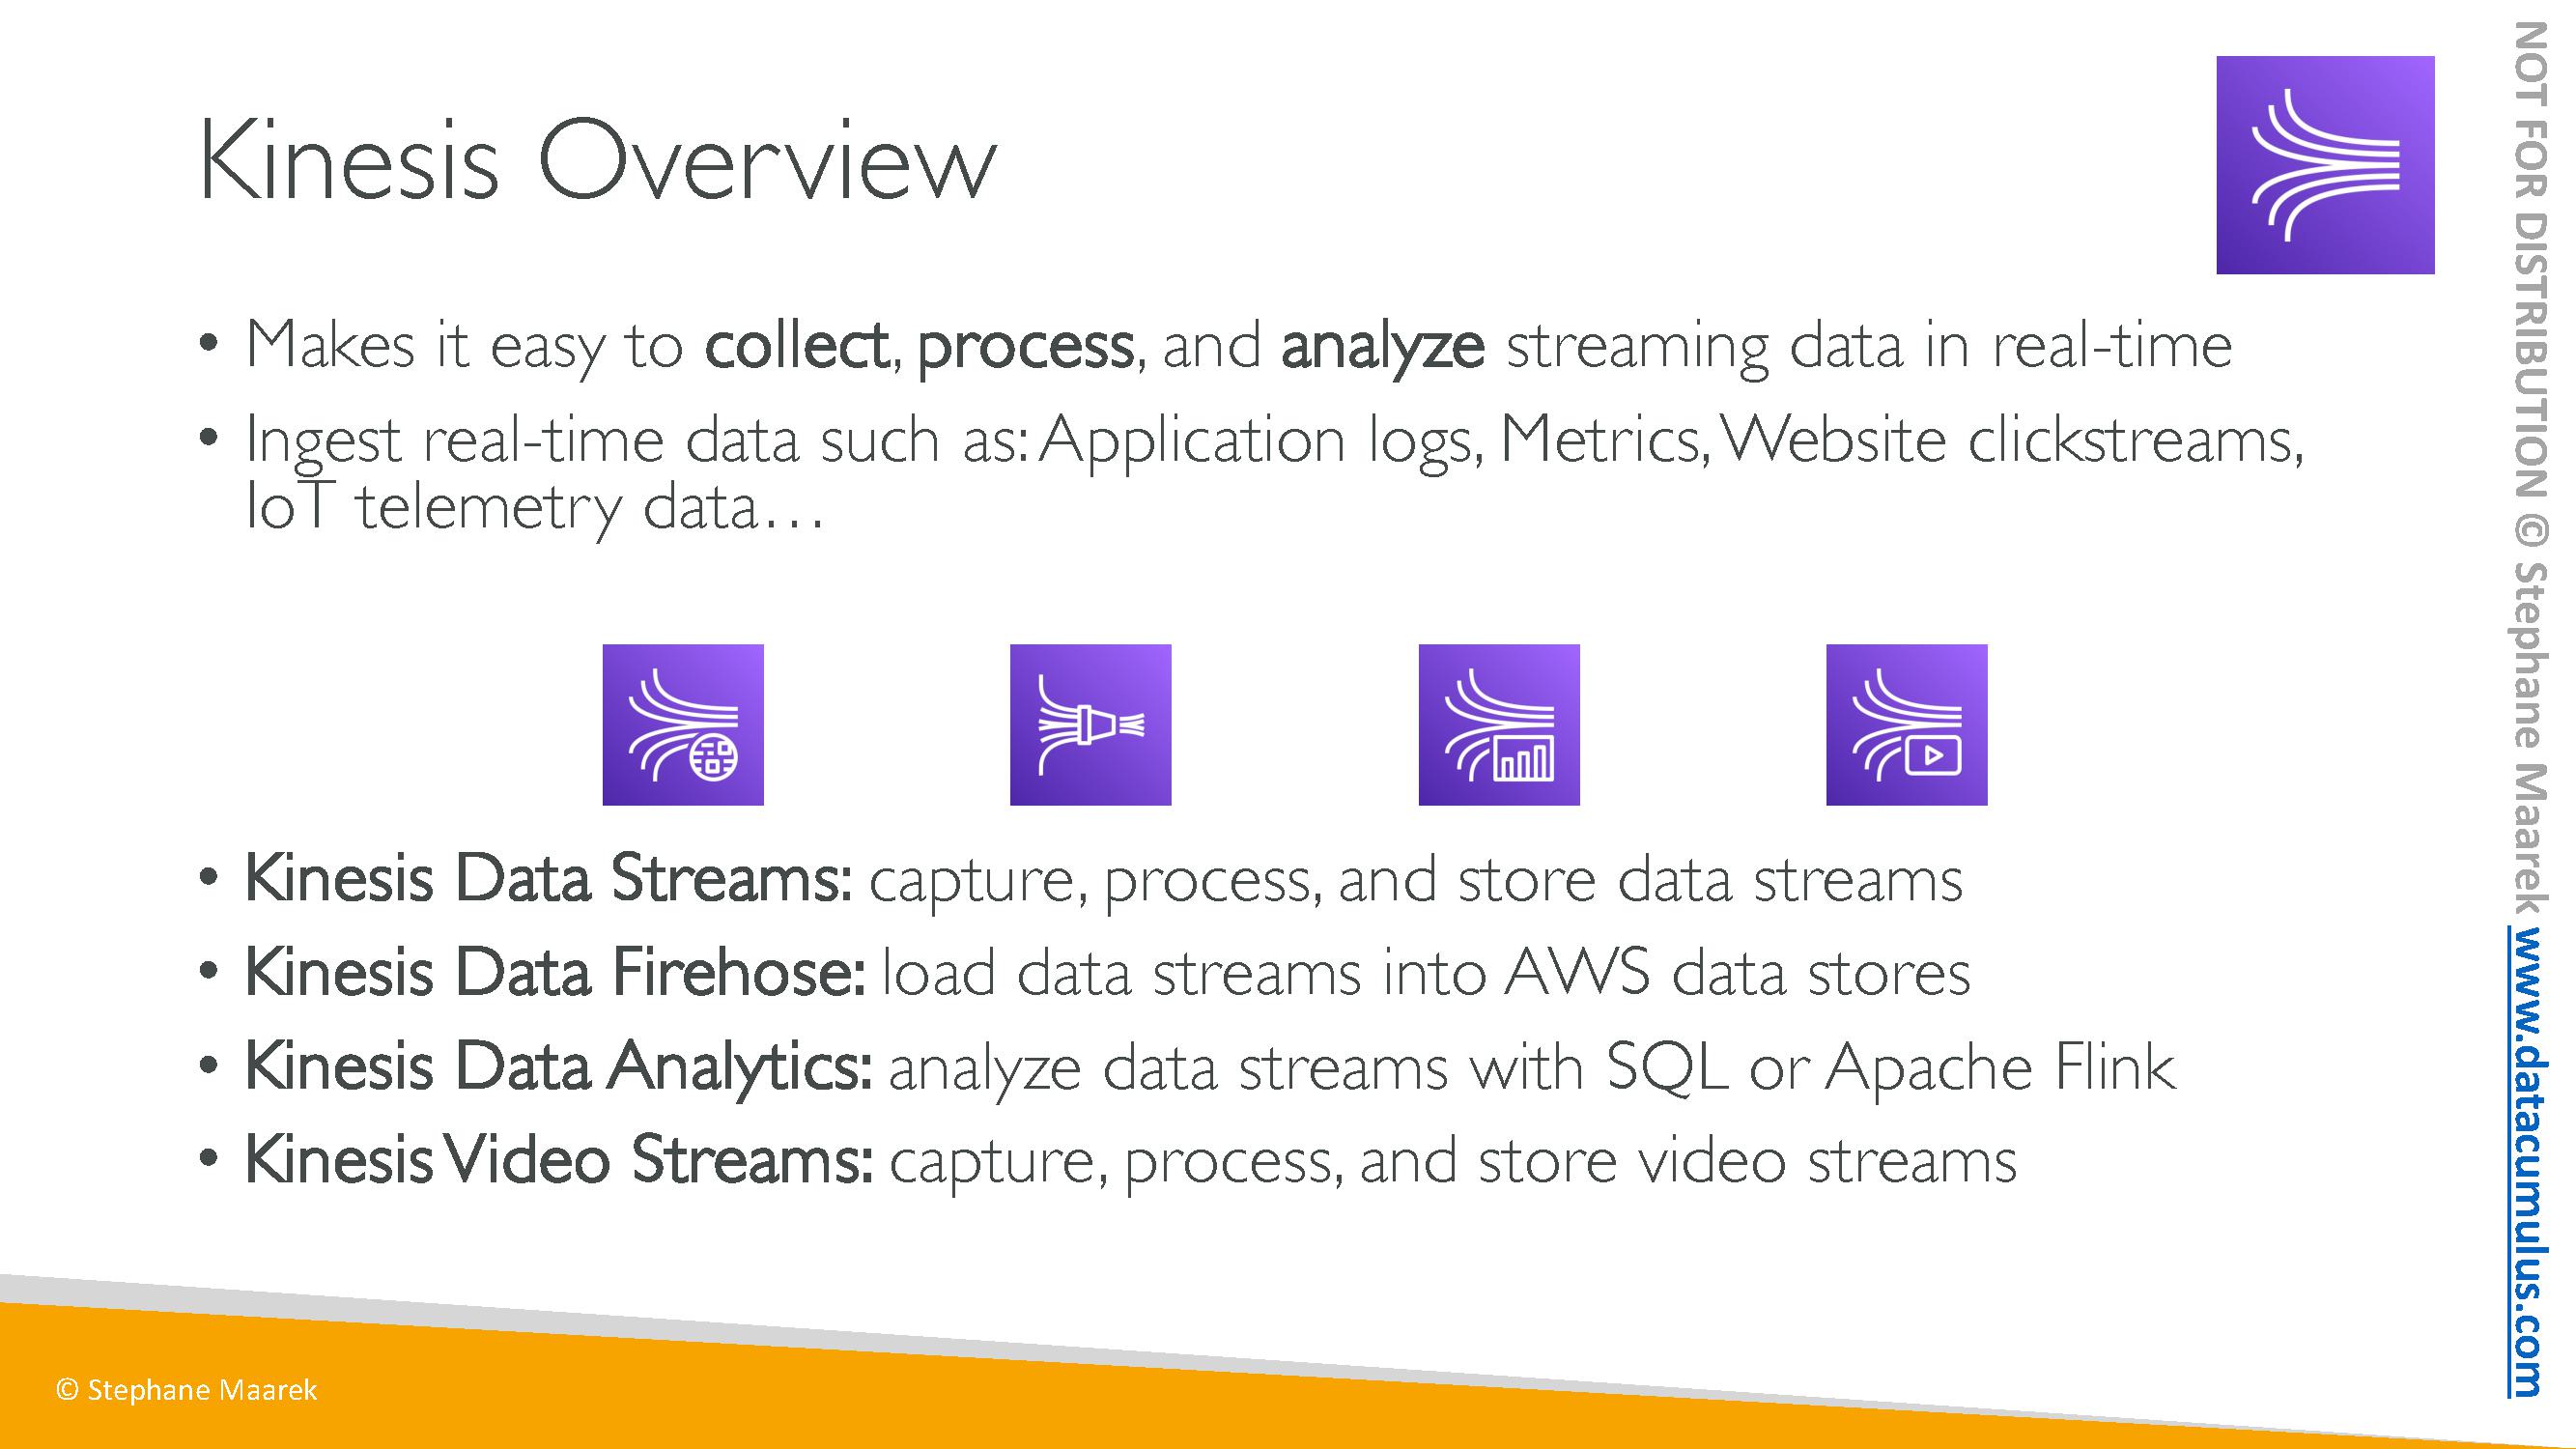 Kinesis Overview
• Makes it easy to collect, process, and analyze streaming data in real-time
• Ingest real-time data such as: Application logs, Metrics, Website clickstreams,
IoT telemetry data…
• Kinesis Data Streams: capture, process, and store data streams
• Kinesis Data Firehose: load data streams into AWS data stores
• Kinesis Data Analytics: analyze data streams with SQL or Apache Flink
• Kinesis Video Streams: capture, process, and store video streams
© Stephane Maarek
NOT FOR DISTRIBUTION © Stephane Maarek www.datacumulus.com